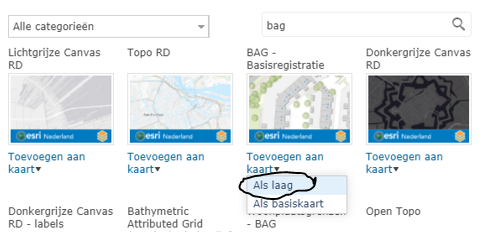 Alle categorieën
bag
Lichtgrijze Canvas RD
Topo RD
BAG - Basisregistratie
Donkergrijze Canvas RD
esri Nederland
esri Nederland
esri Nederland
esri Nederland
Toevoegen aan kaart
Toevoegen aan kaart
Toevoegen aan kaart
Toevoegen aan kaart
Als laag
Als basiskaart
Donkergrijze Canvas RD - labels
Bathymetric Attributed Grid
Woonplaatsgrenzen - BAG
Open Topo